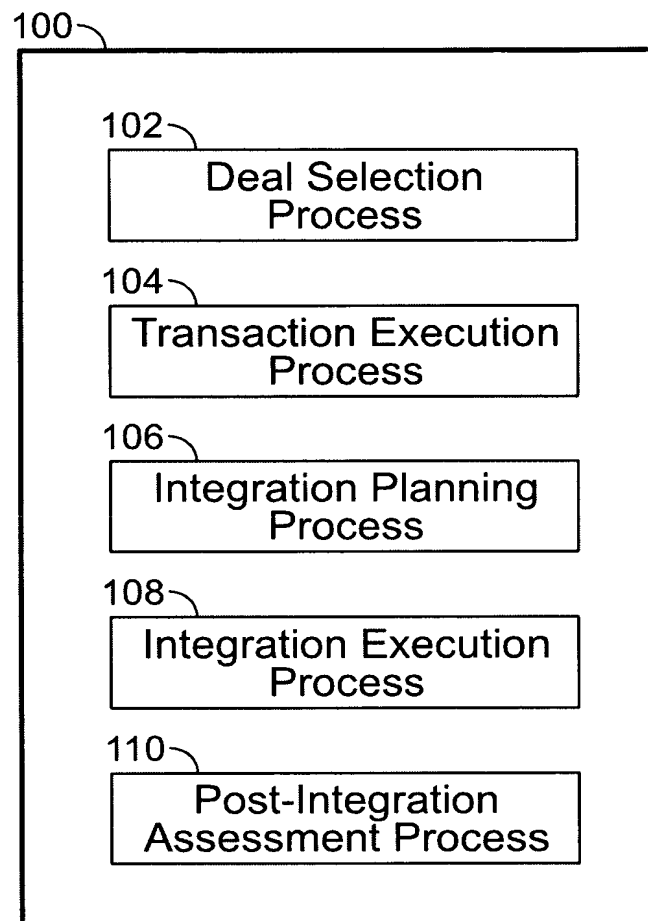 100
102
Deal Selection
Process
104
Transaction Execution
Process
106
Integration Planning
Process
108
Integration Execution
Process
110
Post-Integration
Assessment Process